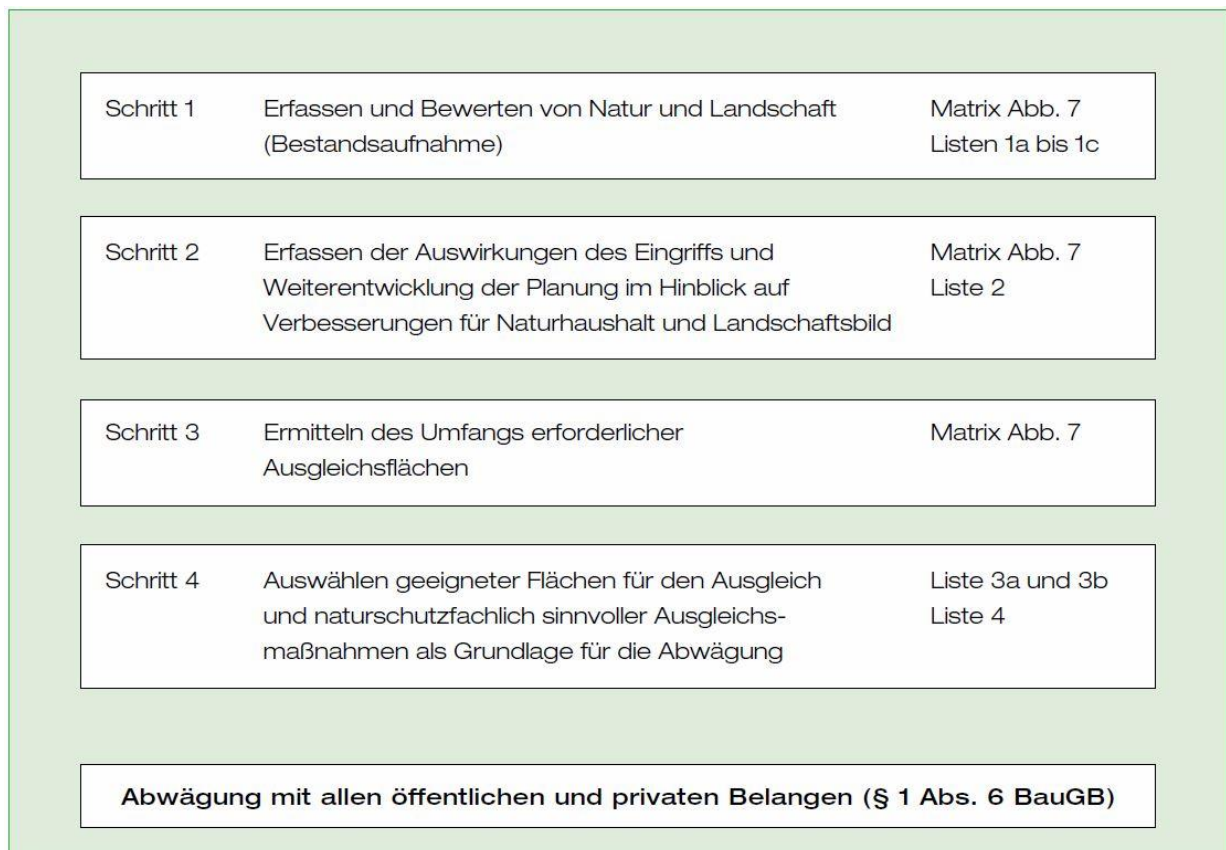 Schritt 1 Erfassen und Bewerten von Natur und Landschaft Matrix Abb. 7
(Bestandsaufnahme) Listen 1a bis 1c
Schritt 2 Erfassen der Auswirkungen des Eingriffs und Matrix Abb. 7
Weiterentwicklung der Planung im Hinblick auf Liste 2
Verbesserungen für Naturhaushalt und Landschaftsbild
Schritt 3 Ermitteln des Umfangs erforderlicher Matrix Abb. 7
Ausgleichsflächen
Schritt 4 Auswählen geeigneter Flächen für den Ausgleich Liste 3a und 3b
und naturschutzfachlich sinnvoller Ausgleichs- Liste 4
maßnahmen als Grundlage für die Abwägung
Abwägung mit allen öffentlichen und privaten Belangen (§ 1 Abs. 6 BauGB)